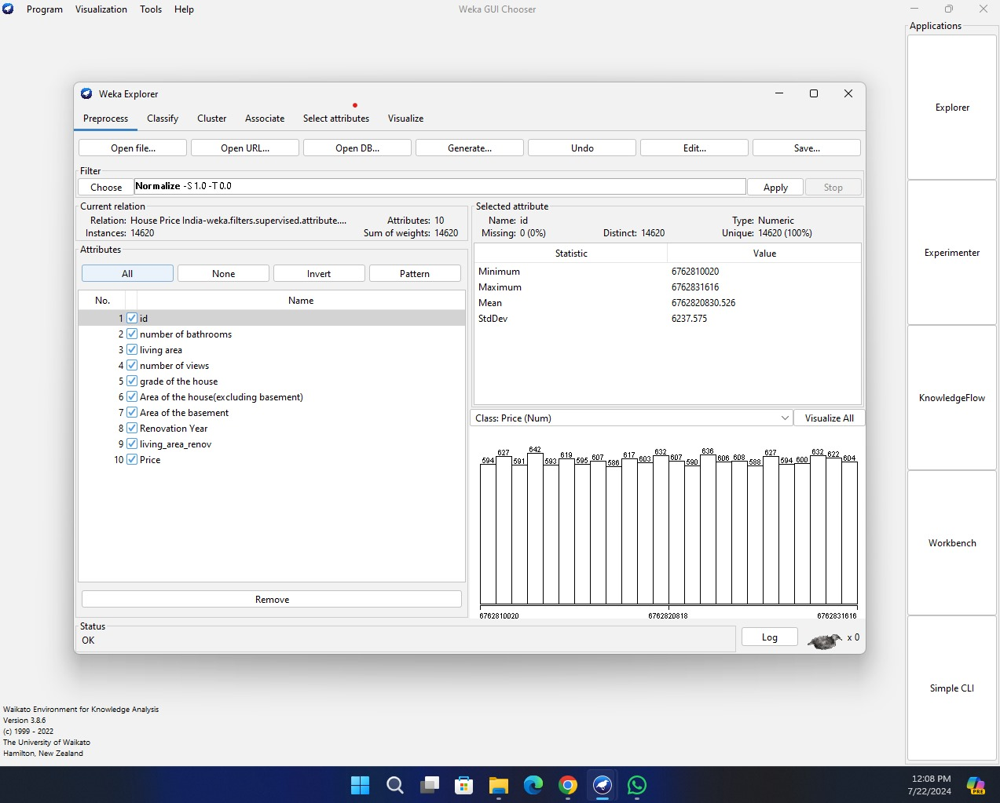 Program Visualization Tools Help
Weka GUI Chooser
Applications
Explorer
Experimenter
KnowledgeFlow
Workbench
Simple CLI
Weka Explorer
Preprocess Classify Cluster Associate Select attributes Visualize
Open file... Open URL... Open DB... Generate... Undo Edit... Save...
Filter
Choose Normalize -S 1.0 -T 0.0 Apply Stop
Current relation
Relation: House Price India-weka.filters.supervised.attribute.... Attributes: 10
Instances: 14620 Sum of weights: 14620
Attributes
All None Invert Pattern
No. Name
1 id
2 number of bathrooms
3 living area
4 number of views
5 grade of the house
6 Area of the house(excluding basement)
7 Area of the basement
8 Renovation Year
9 living_area_renov
10 Price
Remove
Selected attribute
Name: id Type: Numeric
Missing: 0 (0%) Distinct: 14620 Unique: 14620 (100%)
Statistic Value
Minimum 6762810020
Maximum 6762831616
Mean 6762820830.526
StdDev 6237.575
Class: Price (Num) Visualize All
594 627 591 642 593 619 595 607 586 617 603 632 607 590 636 606 608 588 627 594 600 632 622 604
6762810020 6762820818 6762831616
Status
OK
Log x 0
Waikato Environment for Knowledge Analysis
Version 3.8.6
(c) 1999 - 2022
The University of Waikato
Hamilton, New Zealand
12:08 PM
7/22/2024
PRE